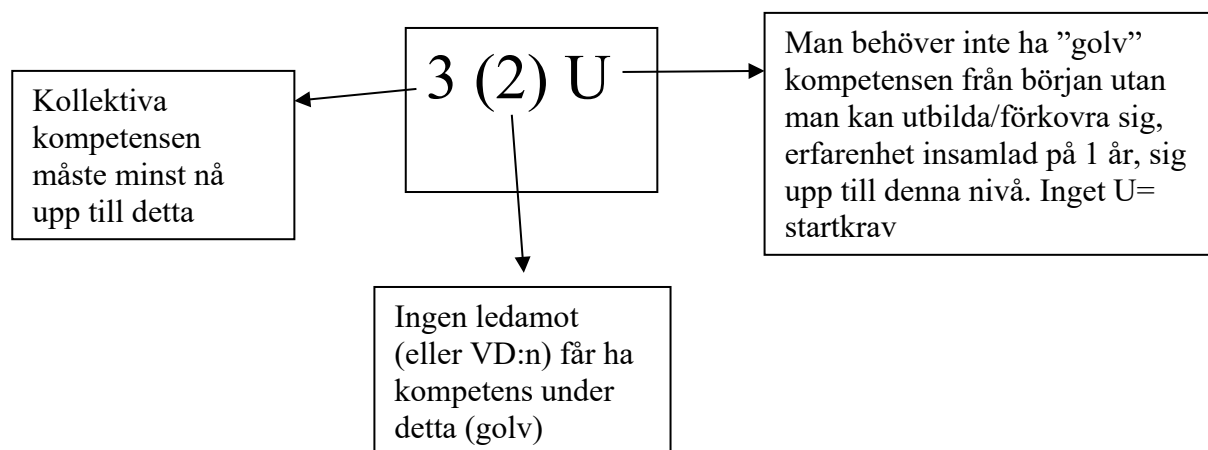 3 (2) U
Kollektiva
kompetensen
måste minst nå
upp till detta
Man behöver inte ha ”golv”
kompetensen från början utan
man kan utbilda/förkovra sig,
erfarenhet insamlad på 1 år, sig
upp till denna nivå. Inget U=
startkrav
Ingen ledamot
(eller VD:n) får ha
kompetens under
detta (golv)